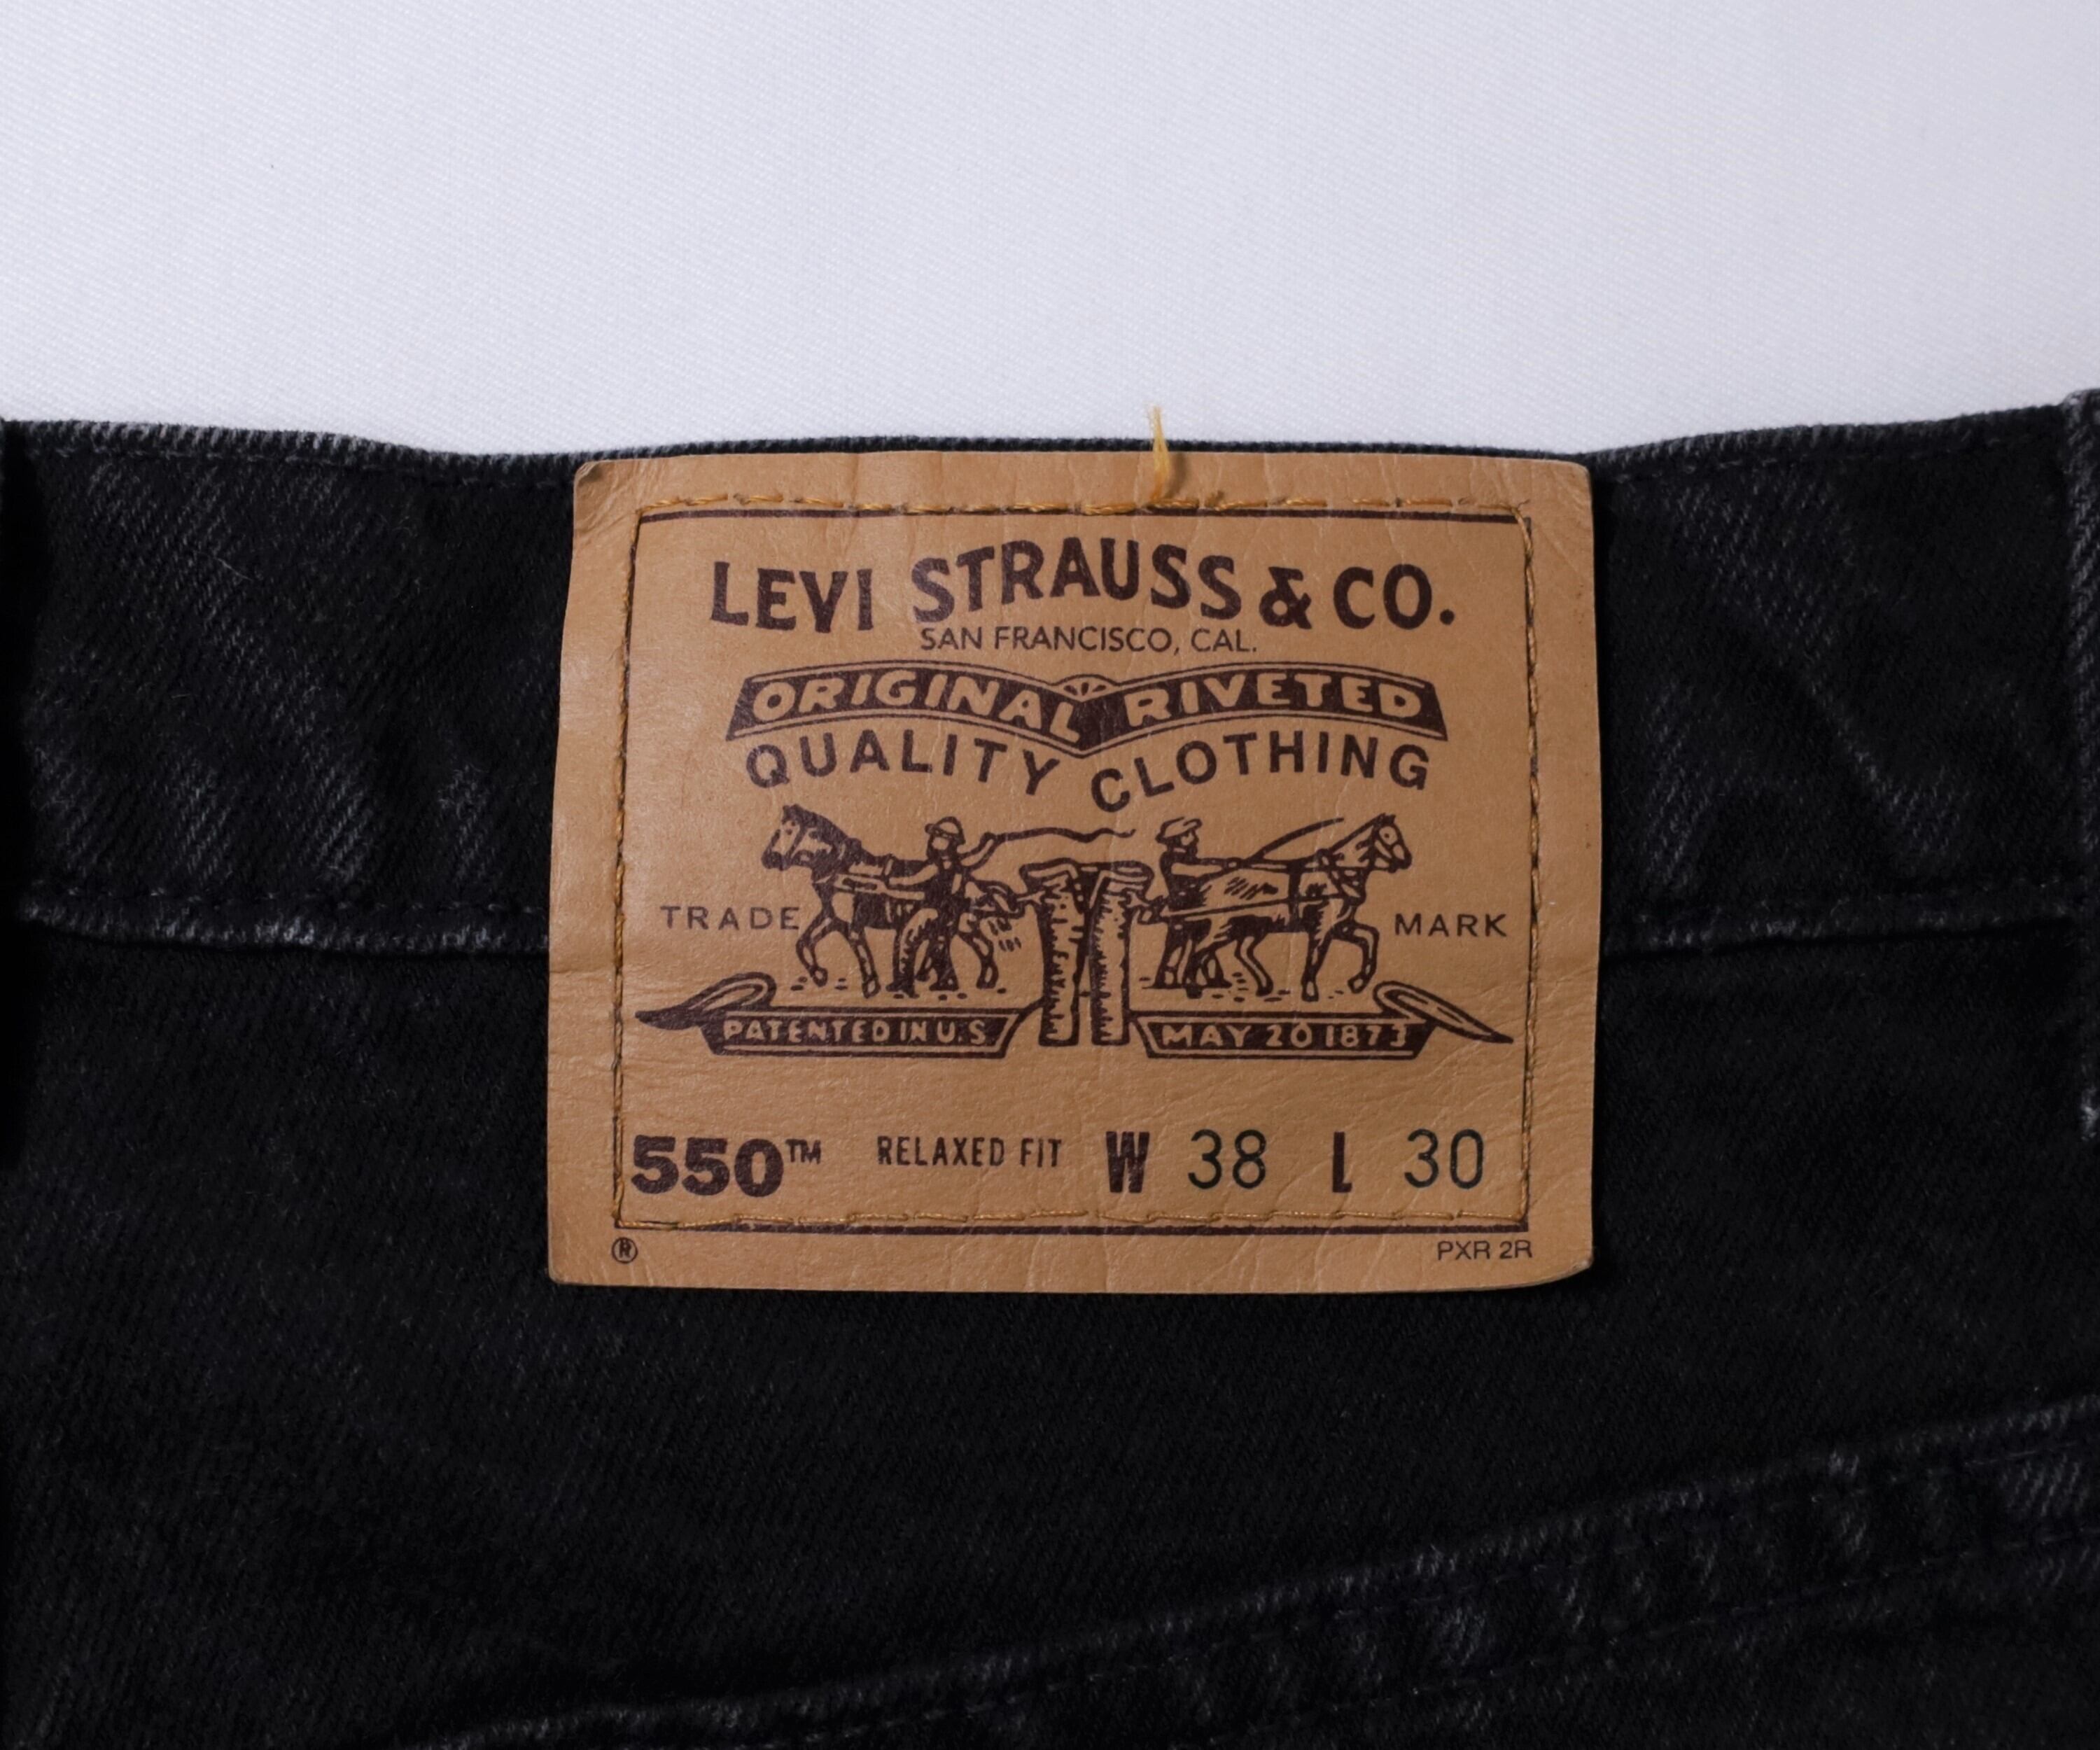 LEVI STRAUSS & CO.
SAN FRANCISCO, CAL.
ORIGINAL RIVETED
QUALITY CLOTHING
TRADE MARK
PATENTED IN U.S MAY 20 1873
550™ RELAXED FIT W 38 L 30
® PXR 2R